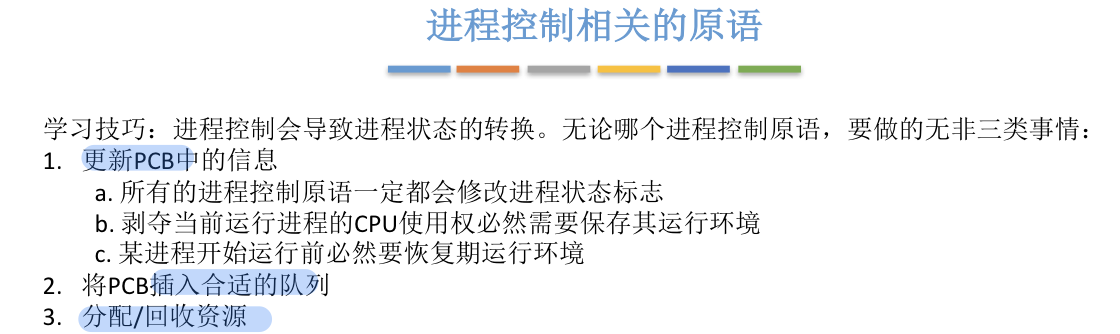 进程控制相关的原语
学习技巧：进程控制会导致进程状态的转换。无论哪个进程控制原语，要做的无非三类事情：
1. 更新PCB中的信息
a. 所有的进程控制原语一定都会修改进程状态标志
b. 剥夺当前运行进程的CPU使用权必然需要保存其运行环境
c. 某进程开始运行前必然要恢复期运行环境
2. 将PCB插入合适的队列
3. 分配/回收资源